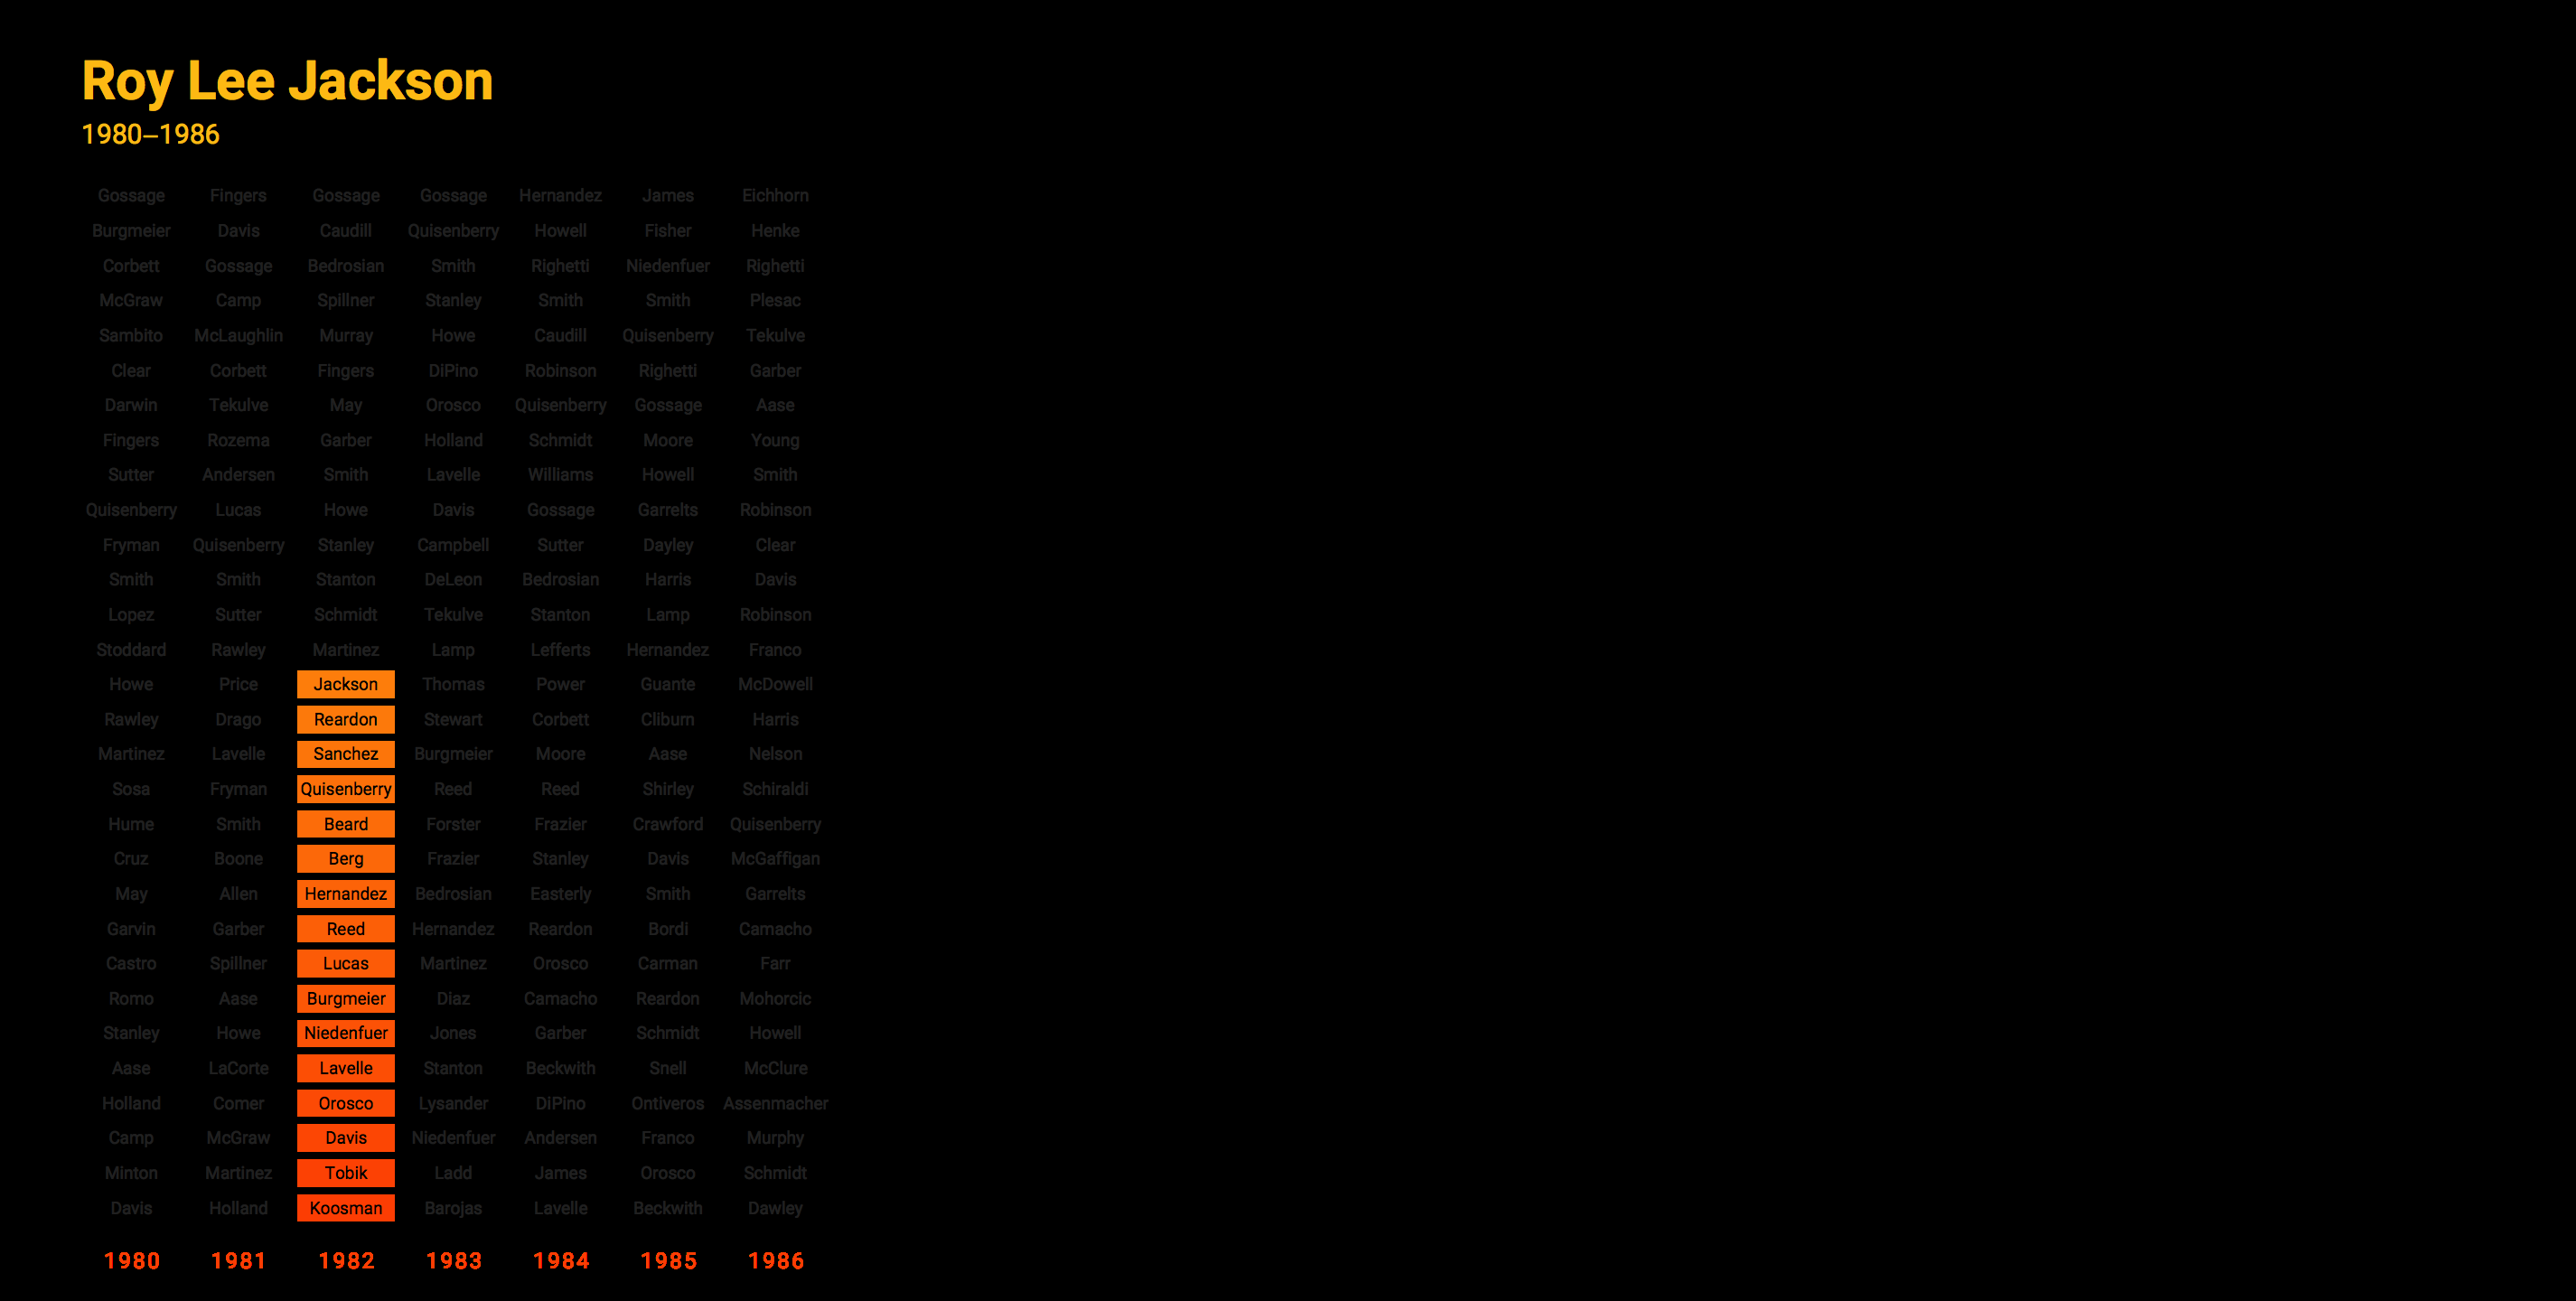 Roy Lee Jackson
1980–1986
Gossage Fingers Gossage Gossage Hernandez James Eichhorn
Burgmeier Davis Caudill Quisenberry Howell Fisher Henke
Corbett Gossage Bedrosian Smith Righetti Niedenfuer Righetti
McGraw Camp Spillner Stanley Smith Smith Plesac
Sambito McLaughlin Murray Howe Caudill Quisenberry Tekulve
Clear Corbett Fingers DiPino Robinson Righetti Garber
Darwin Tekulve May Orosco Quisenberry Gossage Aase
Fingers Rozema Garber Holland Schmidt Moore Young
Sutter Andersen Smith Lavelle Williams Howell Smith
Quisenberry Lucas Howe Davis Gossage Garrelts Robinson
Fryman Quisenberry Stanley Campbell Sutter Dayley Clear
Smith Smith Stanton DeLeon Bedrosian Harris Davis
Lopez Sutter Schmidt Tekulve Stanton Lamp Robinson
Stoddard Rawley Martinez Lamp Lefferts Hernandez Franco
Howe Price Jackson Thomas Power Guante McDowell
Rawley Drago Reardon Stewart Corbett Cliburn Harris
Martinez Lavelle Sanchez Burgmeier Moore Aase Nelson
Sosa Fryman Quisenberry Reed Reed Shirley Schiraldi
Hume Smith Beard Forster Frazier Crawford Quisenberry
Cruz Boone Berg Frazier Stanley Davis McGaffigan
May Allen Hernandez Bedrosian Easterly Smith Garrelts
Garvin Garber Reed Hernandez Reardon Bordi Camacho
Castro Spillner Lucas Martinez Orosco Carman Farr
Romo Aase Burgmeier Diaz Camacho Reardon Mohorcic
Stanley Howe Niedenfuer Jones Garber Schmidt Howell
Aase LaCorte Lavelle Stanton Beckwith Snell McClure
Holland Comer Orosco Lysander DiPino Ontiveros Assenmacher
Camp McGraw Davis Niedenfuer Andersen Franco Murphy
Minton Martinez Tobik Ladd James Orosco Schmidt
Davis Holland Koosman Barojas Lavelle Beckwith Dawley
1980 1981 1982 1983 1984 1985 1986